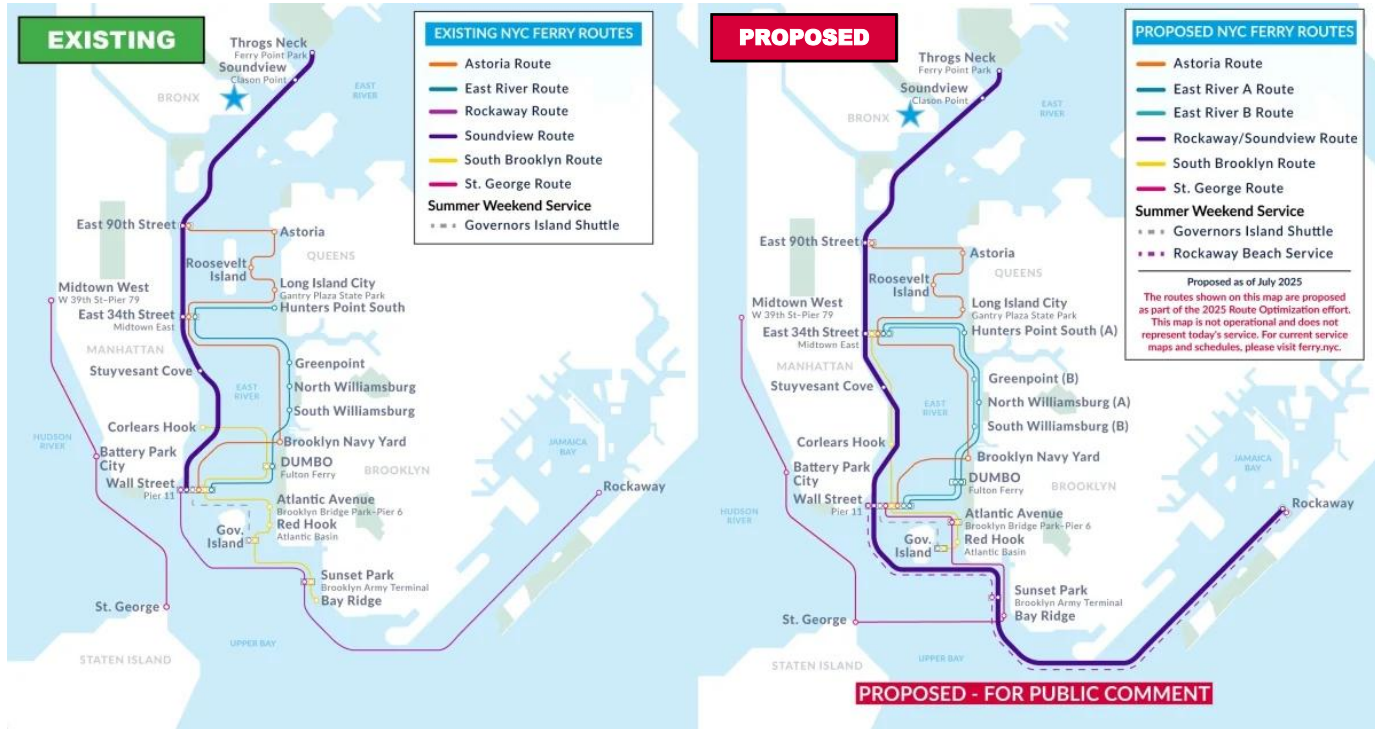 EXISTING
EXISTING NYC FERRY ROUTES
Astoria Route
East River Route
Rockaway Route
Soundview Route
South Brooklyn Route
St. George Route
Summer Weekend Service
Governors Island Shuttle
Throgs Neck
Ferry Point Park
Soundview
Clason Point
BRONX
EAST
RIVER
East 90th Street
Astoria
QUEENS
Roosevelt
Island
Long Island City
Gantry Plaza State Park
Midtown West
W 39th St-Pier 79
Hunters Point South
East 34th Street
Midtown East
MANHATTAN
Greenpoint
Stuyvesant Cove
North Williamsburg
EAST
RIVER
South Williamsburg
Corlears Hook
HUDSON
RIVER
Brooklyn Navy Yard
JAMAICA
BAY
Battery Park
City
DUMBO
Fulton Ferry
BROOKLYN
Wall Street
Pier 11
Rockaway
Atlantic Avenue
Brooklyn Bridge Park-Pier 6
Red Hook
Atlantic Basin
Gov.
Island
Sunset Park
Brooklyn Army Terminal
Bay Ridge
St. George
UPPER BAY
STATEN ISLAND
PROPOSED
PROPOSED NYC FERRY ROUTES
Astoria Route
East River A Route
East River B Route
Rockaway/Soundview Route
South Brooklyn Route
St. George Route
Summer Weekend Service
Governors Island Shuttle
Rockaway Beach Service
Proposed as of July 2025
The routes shown on this map are proposed
as part of the 2025 Route Optimization effort.
This map is not operational and does not
represent today's service. For current service
maps and schedules, please visit ferry.nyc.
Throgs Neck
Ferry Point Park
Soundview
Clason Point
BRONX
EAST
RIVER
East 90th Street
Astoria
QUEENS
Roosevelt
Island
Midtown West
W 39th St-Pier 79
Long Island City
Gantry Plaza State Park
East 34th Street
Midtown East
Hunters Point South (A)
MANHATTAN
Stuyvesant Cove
Greenpoint (B)
EAST
RIVER
North Williamsburg (A)
South Williamsburg (B)
Corlears Hook
Brooklyn Navy Yard
JAMAICA
BAY
Battery Park
City
DUMBO
Fulton Ferry
BROOKLYN
Wall Street
Pier 11
Rockaway
HUDSON
RIVER
Atlantic Avenue
Brooklyn Bridge Park-Pier 6
Gov.
Island
Red Hook
Atlantic Basin
Sunset Park
Brooklyn Army Terminal
Bay Ridge
St. George
UPPER BAY
STATEN ISLAND
PROPOSED - FOR PUBLIC COMMENT